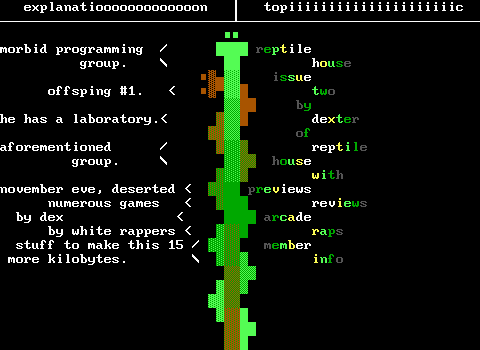 explanatioooooooooooooon topiiiiiiiiiiiiiiiiiiiic
morbid programming / reptile
group. \ house
issue
offsping #1. < two
by
he has a laboratory.< dexter
of
aforementioned / reptile
group. \ house
with
november eve, deserted < previews
numerous games < reviews
by dex < arcade
by white rappers < raps
stuff to make this 15 / member
more kilobytes. \ info